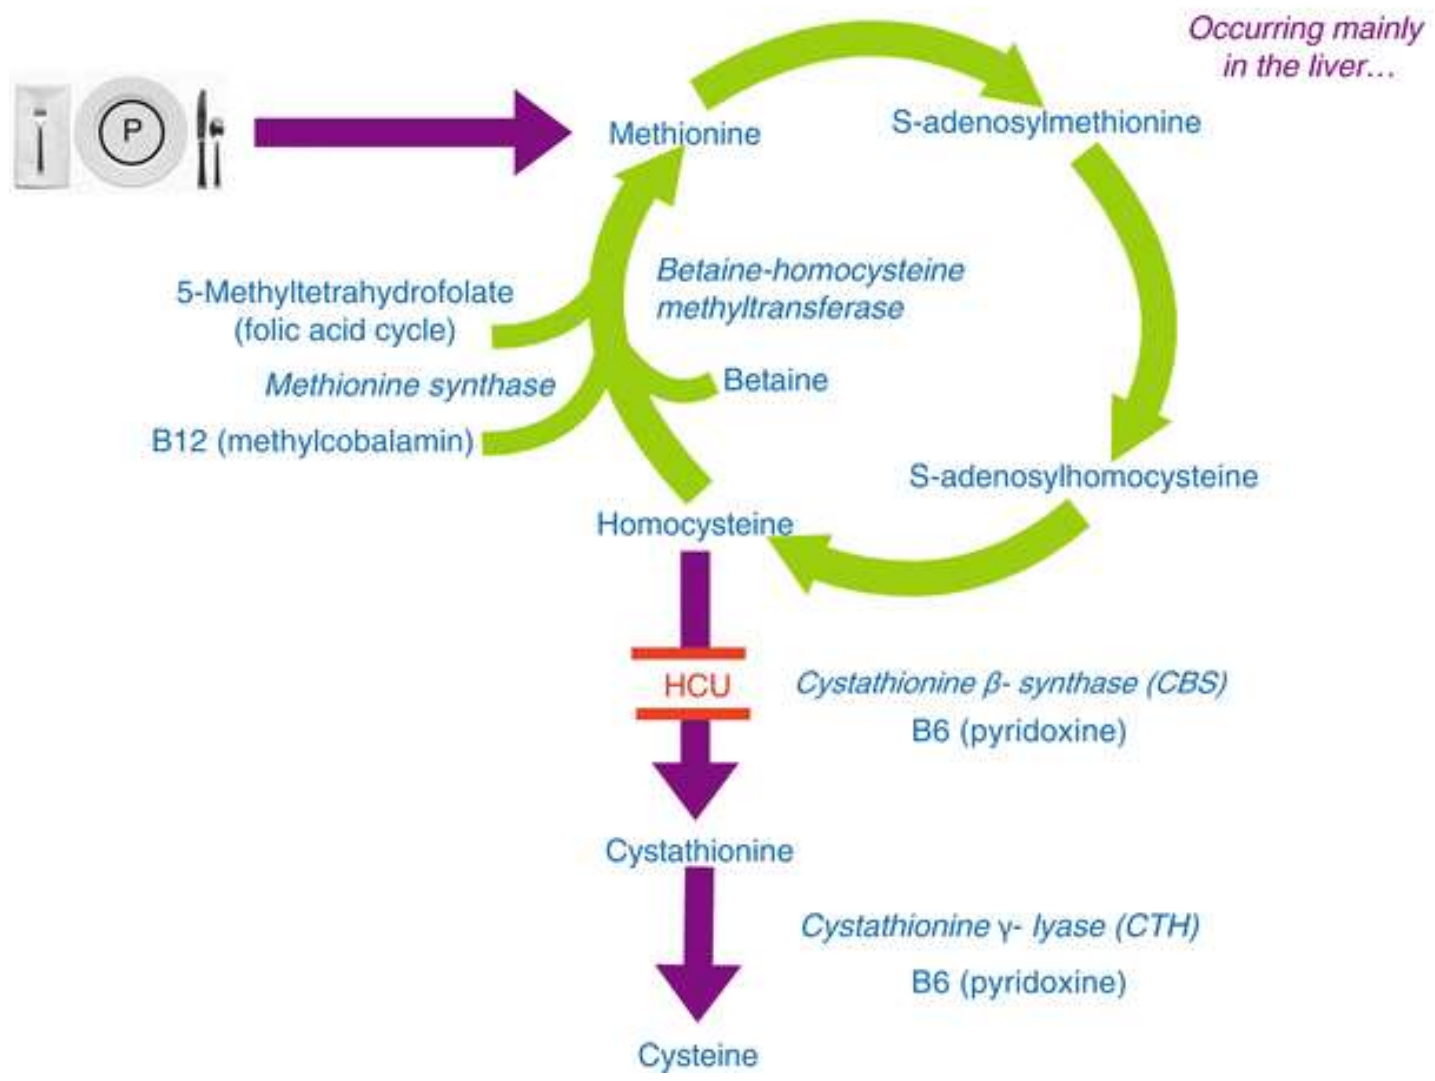 Occurring mainly
in the liver...
P
Methionine
S-adenosylmethionine
Betaine-homocysteine
methyltransferase
5-Methyltetrahydrofolate
(folic acid cycle)
Methionine synthase
Betaine
B12 (methylcobalamin)
S-adenosylhomocysteine
Homocysteine
HCU
Cystathionine β- synthase (CBS)
B6 (pyridoxine)
Cystathionine
Cystathionine γ- lyase (CTH)
B6 (pyridoxine)
Cysteine